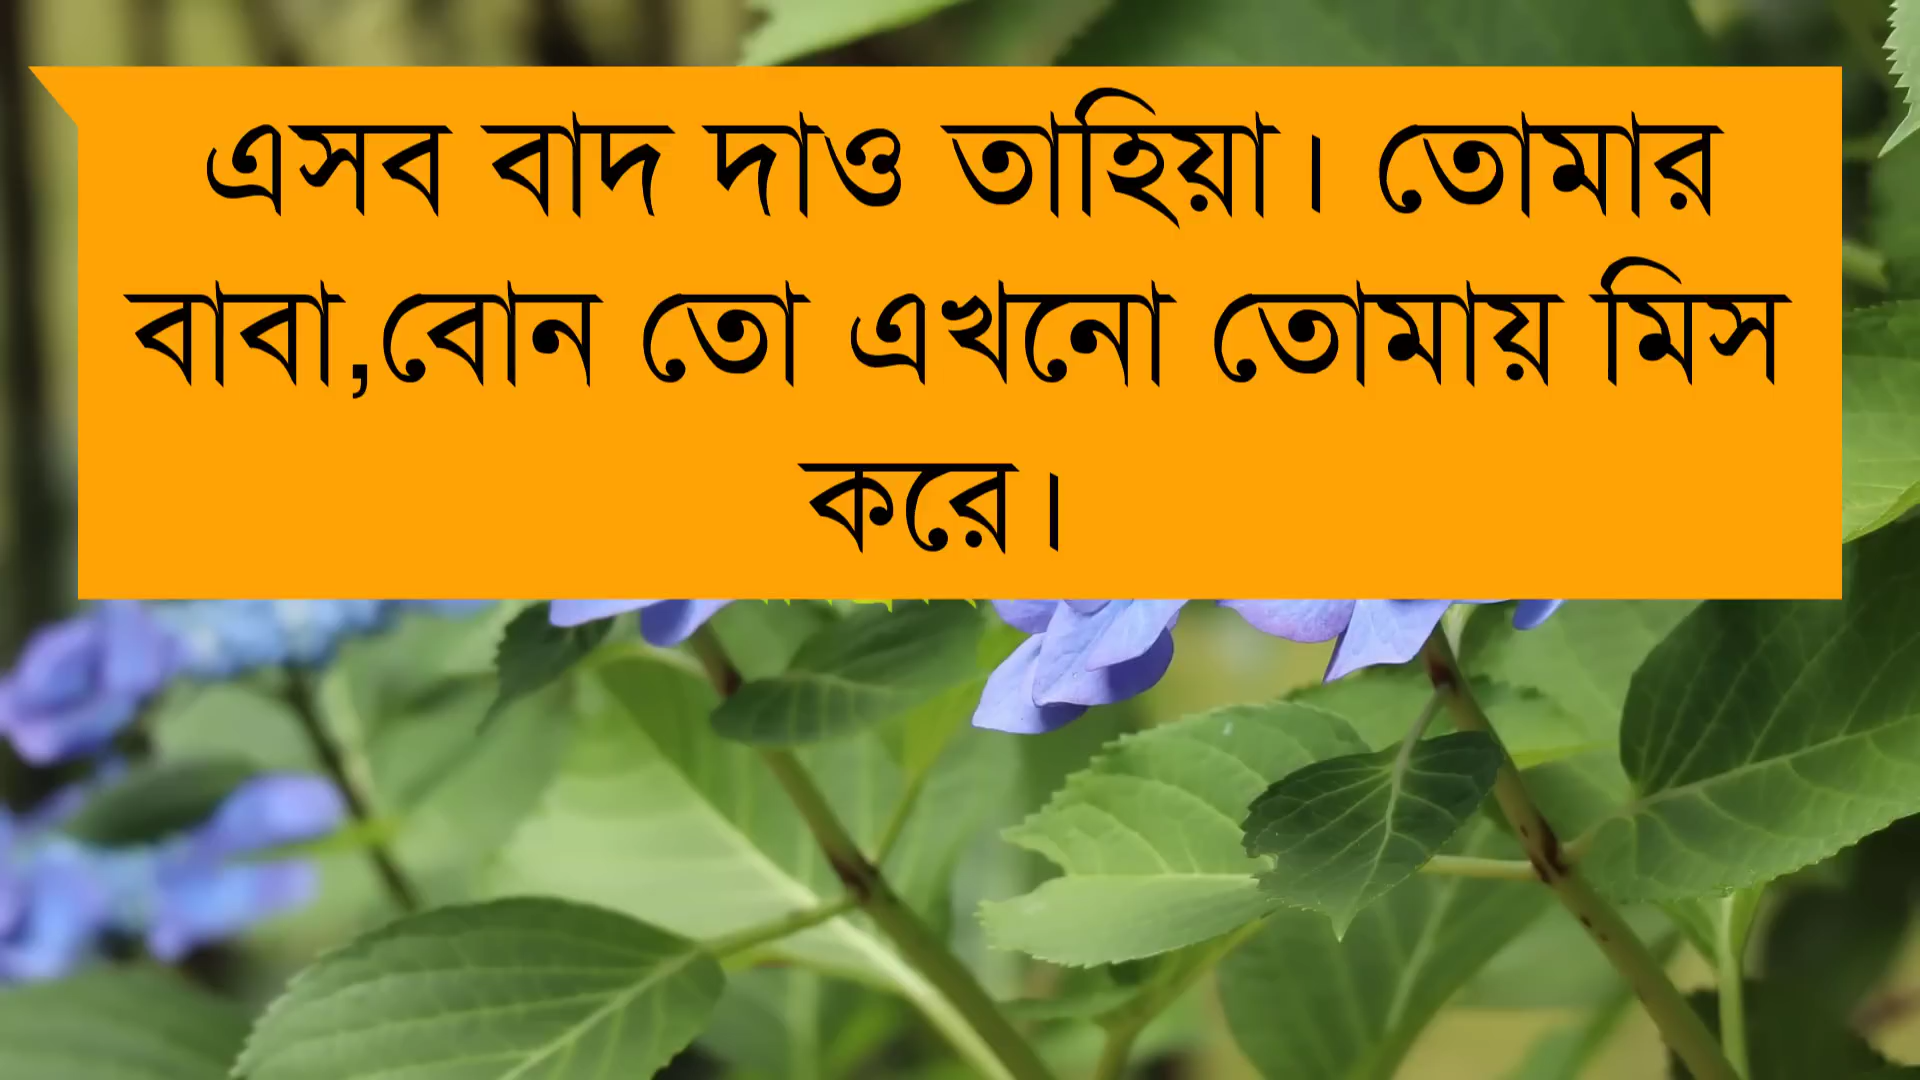 এসব বাদ দাও তাহিয়া। তোমার
বাবা,বোন তো এখনো তোমায় মিস
করে।